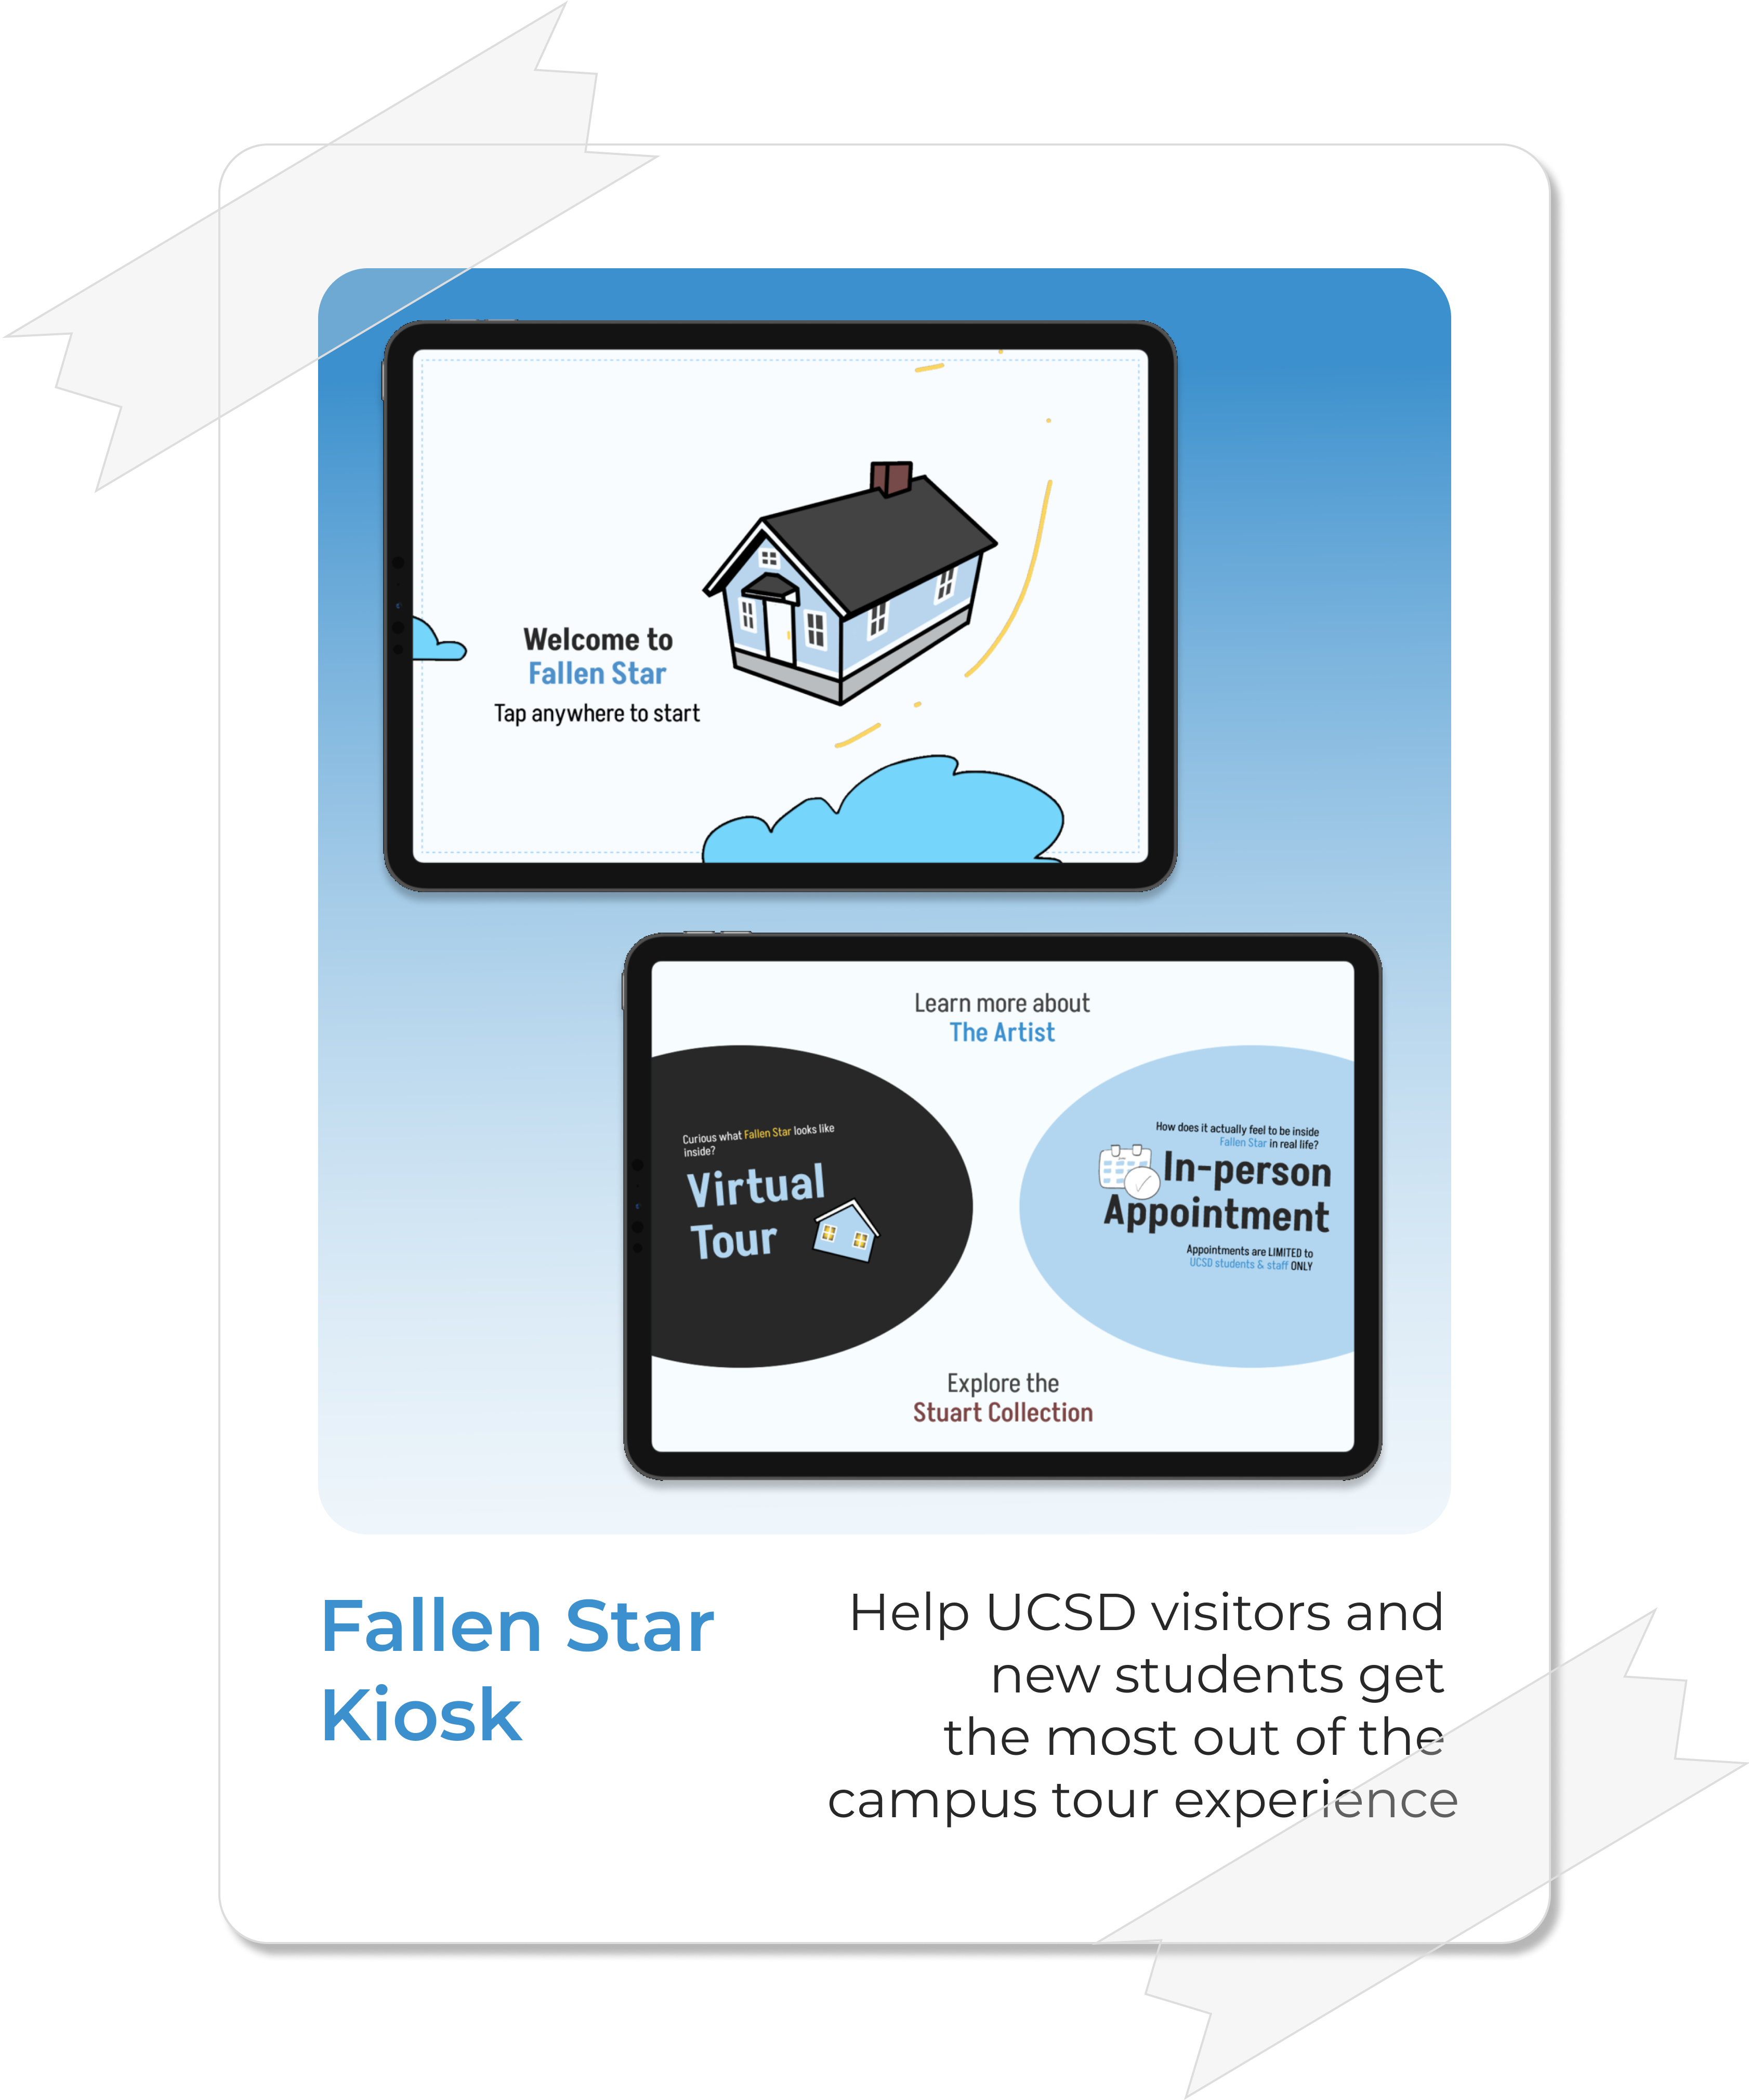 Welcome to
Fallen Star
Tap anywhere to start
Learn more about
The Artist
Curious what Fallen Star looks like
inside?
Virtual
Tour
How does it actually feel to be inside
Fallen Star in real life?
In-person
Appointment
Appointments are LIMITED to
UCSD students & staff ONLY
Explore the
Stuart Collection
Fallen Star
Kiosk
Help UCSD visitors and
new students get
the most out of the
campus tour experience